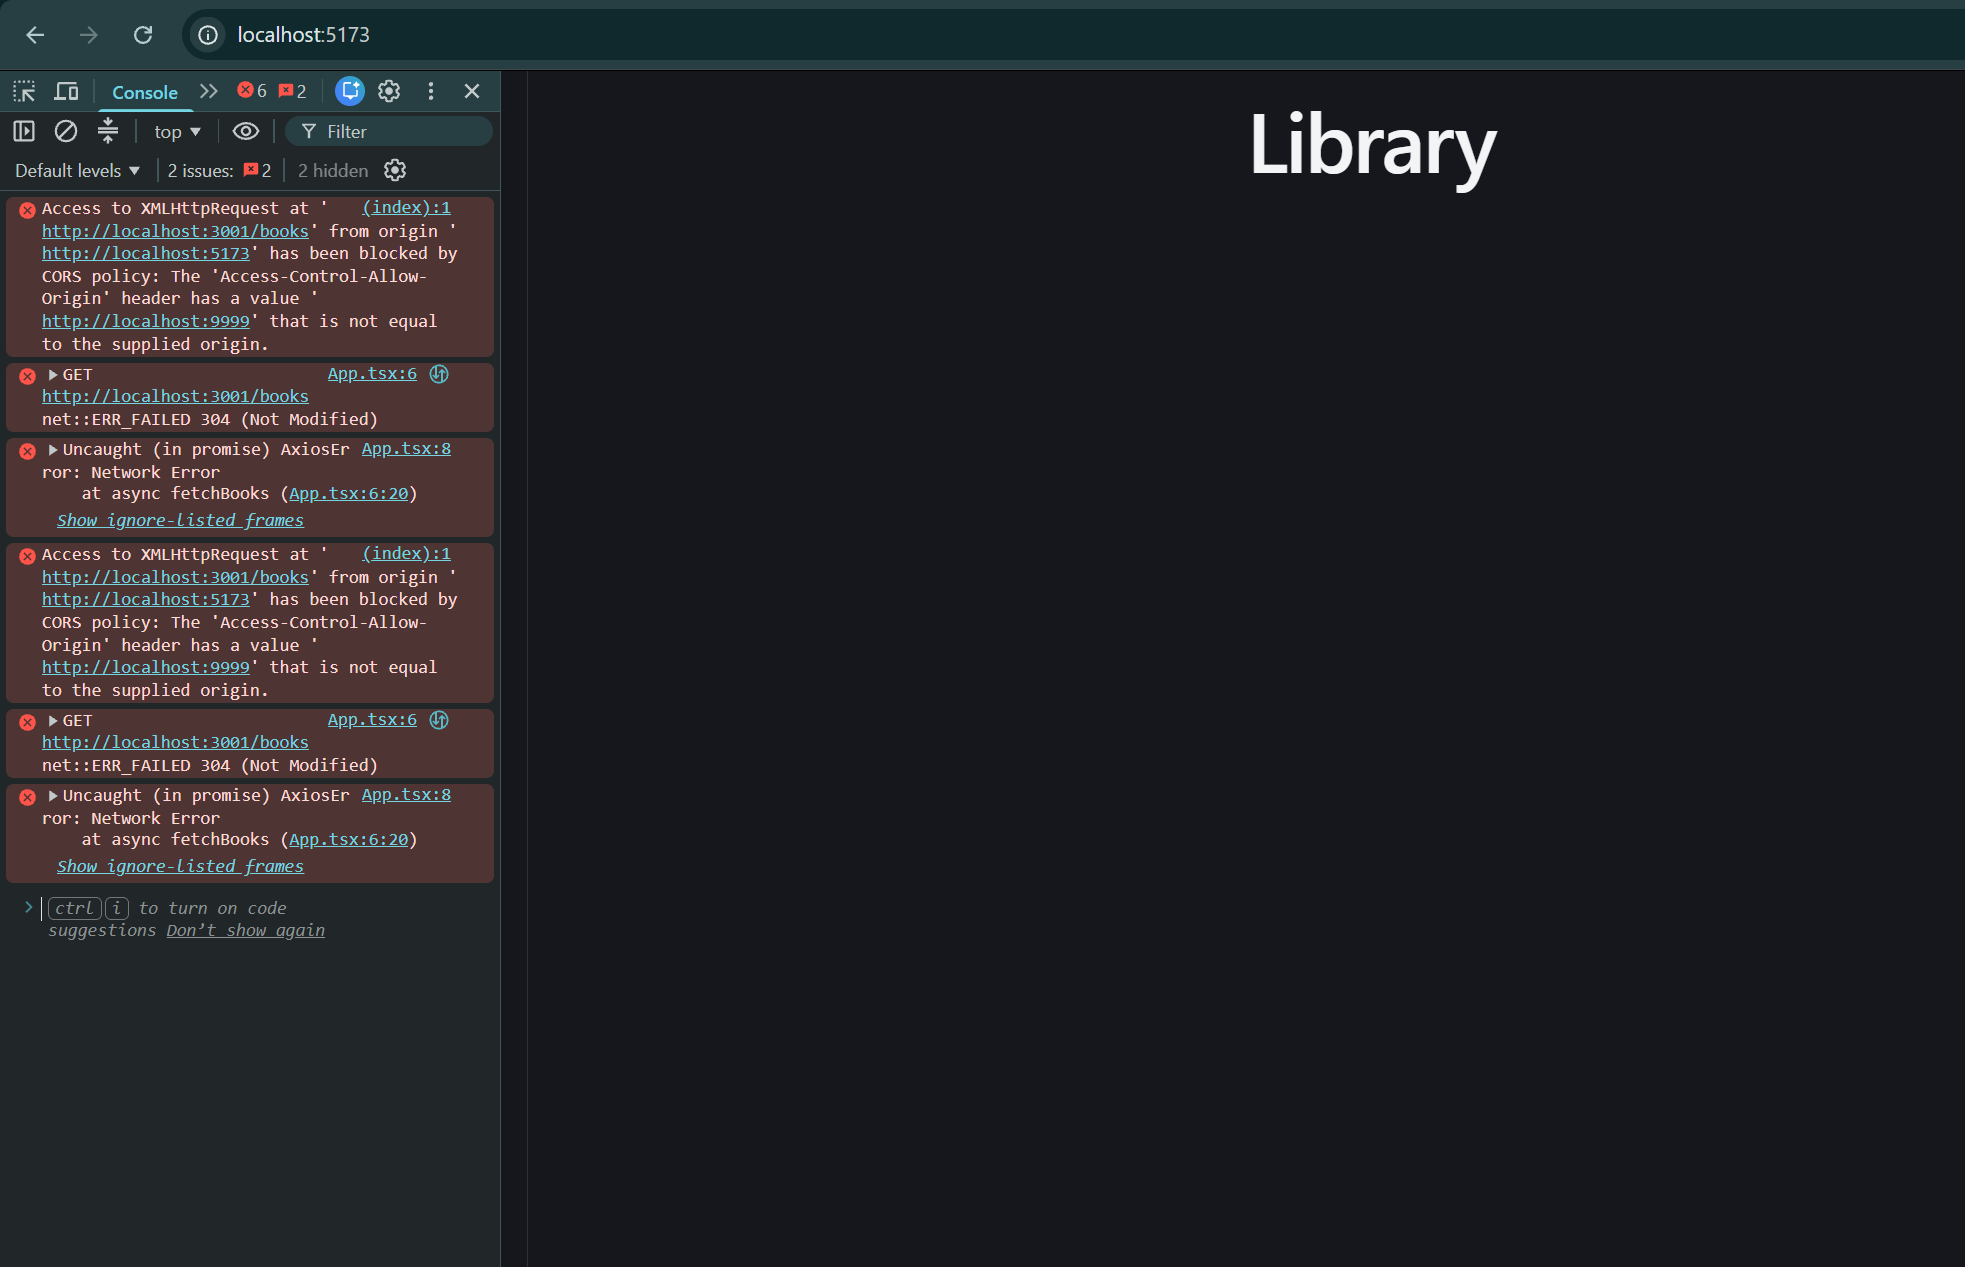 localhost:5173
Console
6
2
top
Filter
Default levels
2 issues:
2
2 hidden
Access to XMLHttpRequest at '
(index):1
http://localhost:3001/books' from origin '
http://localhost:5173' has been blocked by
CORS policy: The 'Access-Control-Allow-
Origin' header has a value '
http://localhost:9999' that is not equal
to the supplied origin.
GET
App.tsx:6
http://localhost:3001/books
net::ERR_FAILED 304 (Not Modified)
Uncaught (in promise) AxiosEr
App.tsx:8
ror: Network Error
at async fetchBooks (App.tsx:6:20)
Show ignore-listed frames
Access to XMLHttpRequest at '
(index):1
http://localhost:3001/books' from origin '
http://localhost:5173' has been blocked by
CORS policy: The 'Access-Control-Allow-
Origin' header has a value '
http://localhost:9999' that is not equal
to the supplied origin.
GET
App.tsx:6
http://localhost:3001/books
net::ERR_FAILED 304 (Not Modified)
Uncaught (in promise) AxiosEr
App.tsx:8
ror: Network Error
at async fetchBooks (App.tsx:6:20)
Show ignore-listed frames
ctrl i to turn on code
suggestions Don’t show again
Library